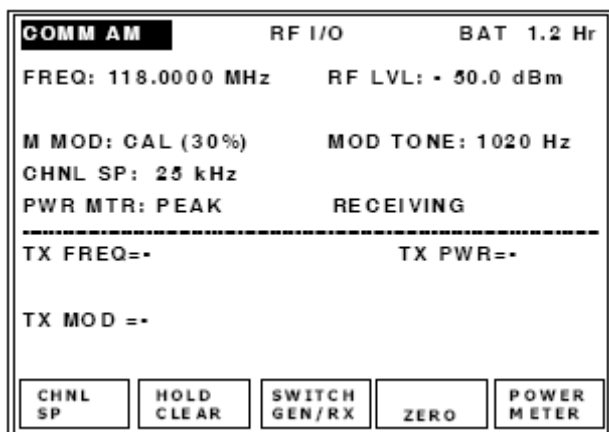 COMM AM RF I/O BAT 1.2 Hr
FREQ: 118.0000 MHz RF LVL: - 50.0 dBm
M MOD: CAL (30%) MOD TONE: 1020 Hz
CHNL SP: 25 kHz
PWR MTR: PEAK RECEIVING
TX FREQ=- TX PWR=-
TX MOD =-
CHNL SP
HOLD CLEAR
SWITCH GEN/RX
ZERO
POWER METER